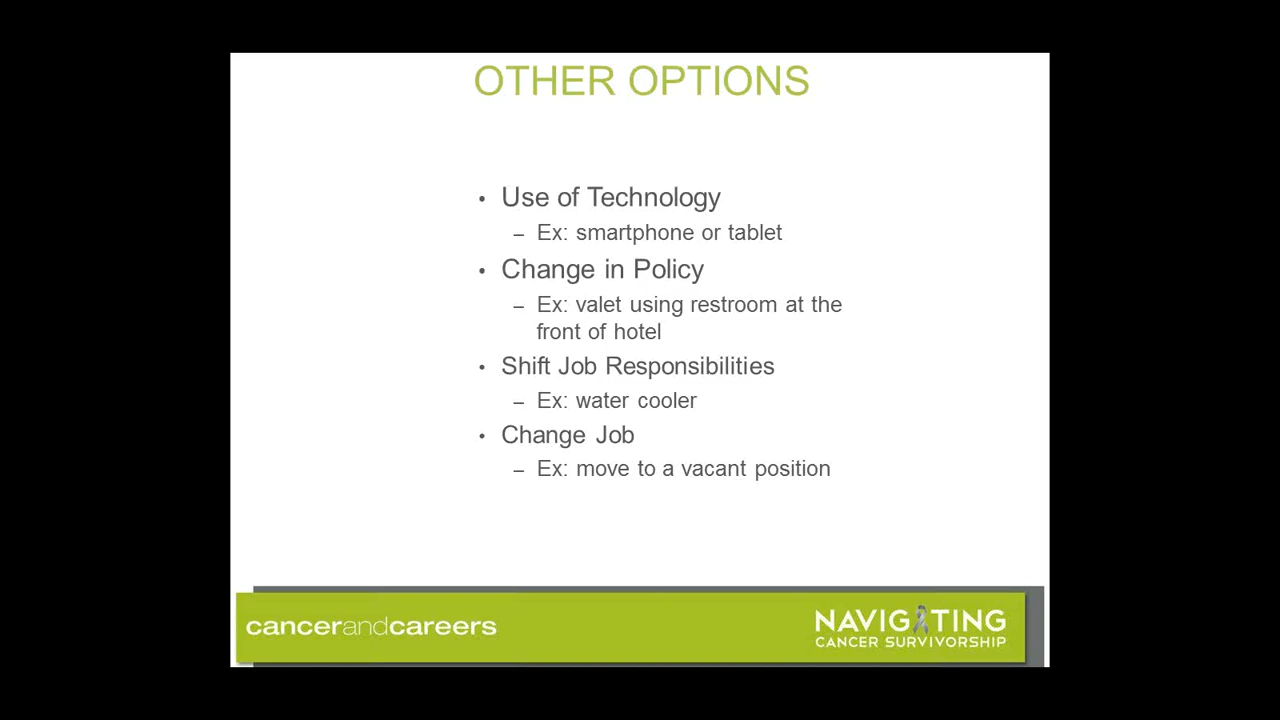 OTHER OPTIONS
• Use of Technology
– Ex: smartphone or tablet
• Change in Policy
– Ex: valet using restroom at the
front of hotel
• Shift Job Responsibilities
– Ex: water cooler
• Change Job
– Ex: move to a vacant position
cancerandcareers
NAVIGATING
CANCER SURVIVORSHIP